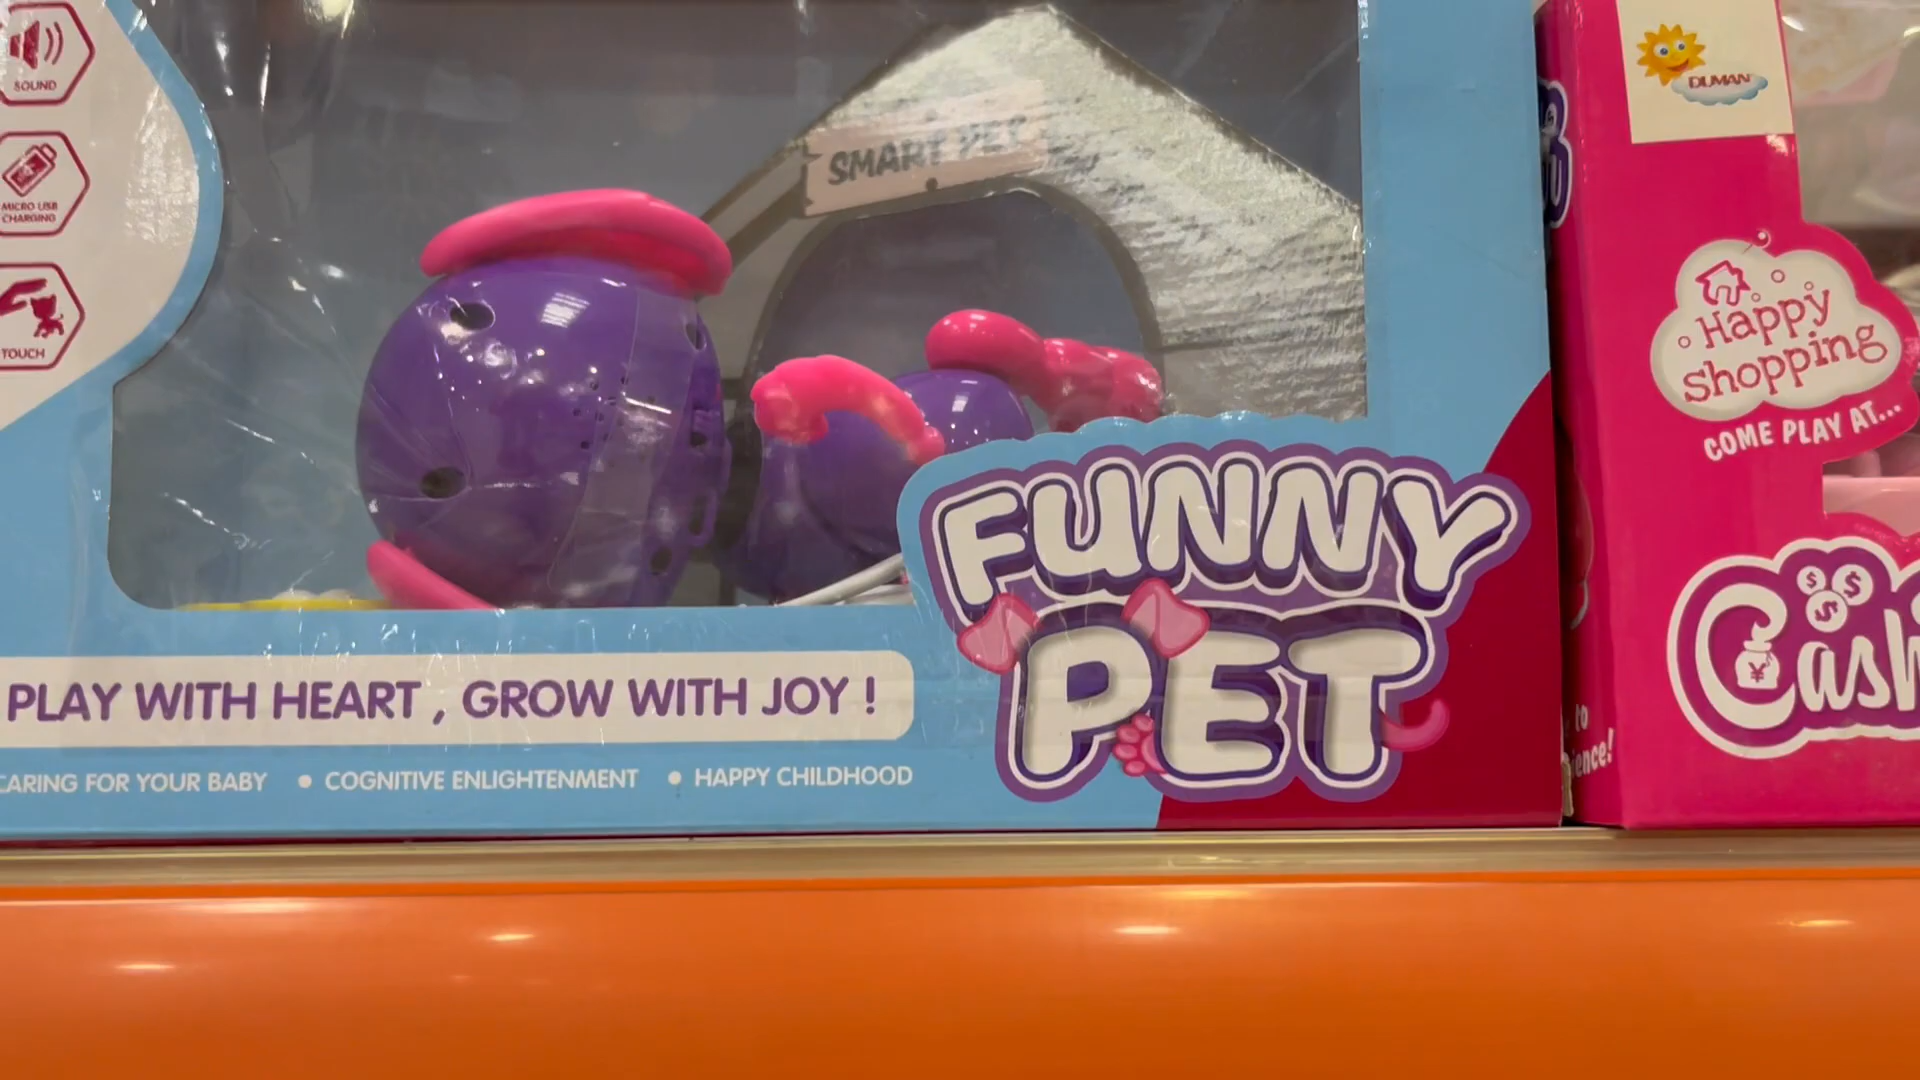 SOUND
MICRO USB
CHARGING
TOUCH
SMART PET
FUNNY
PET
PLAY WITH HEART , GROW WITH JOY !
CARING FOR YOUR BABY • COGNITIVE ENLIGHTENMENT • HAPPY CHILDHOOD
DUMAN
Happy
Shopping
COME PLAY AT...
Cash
to